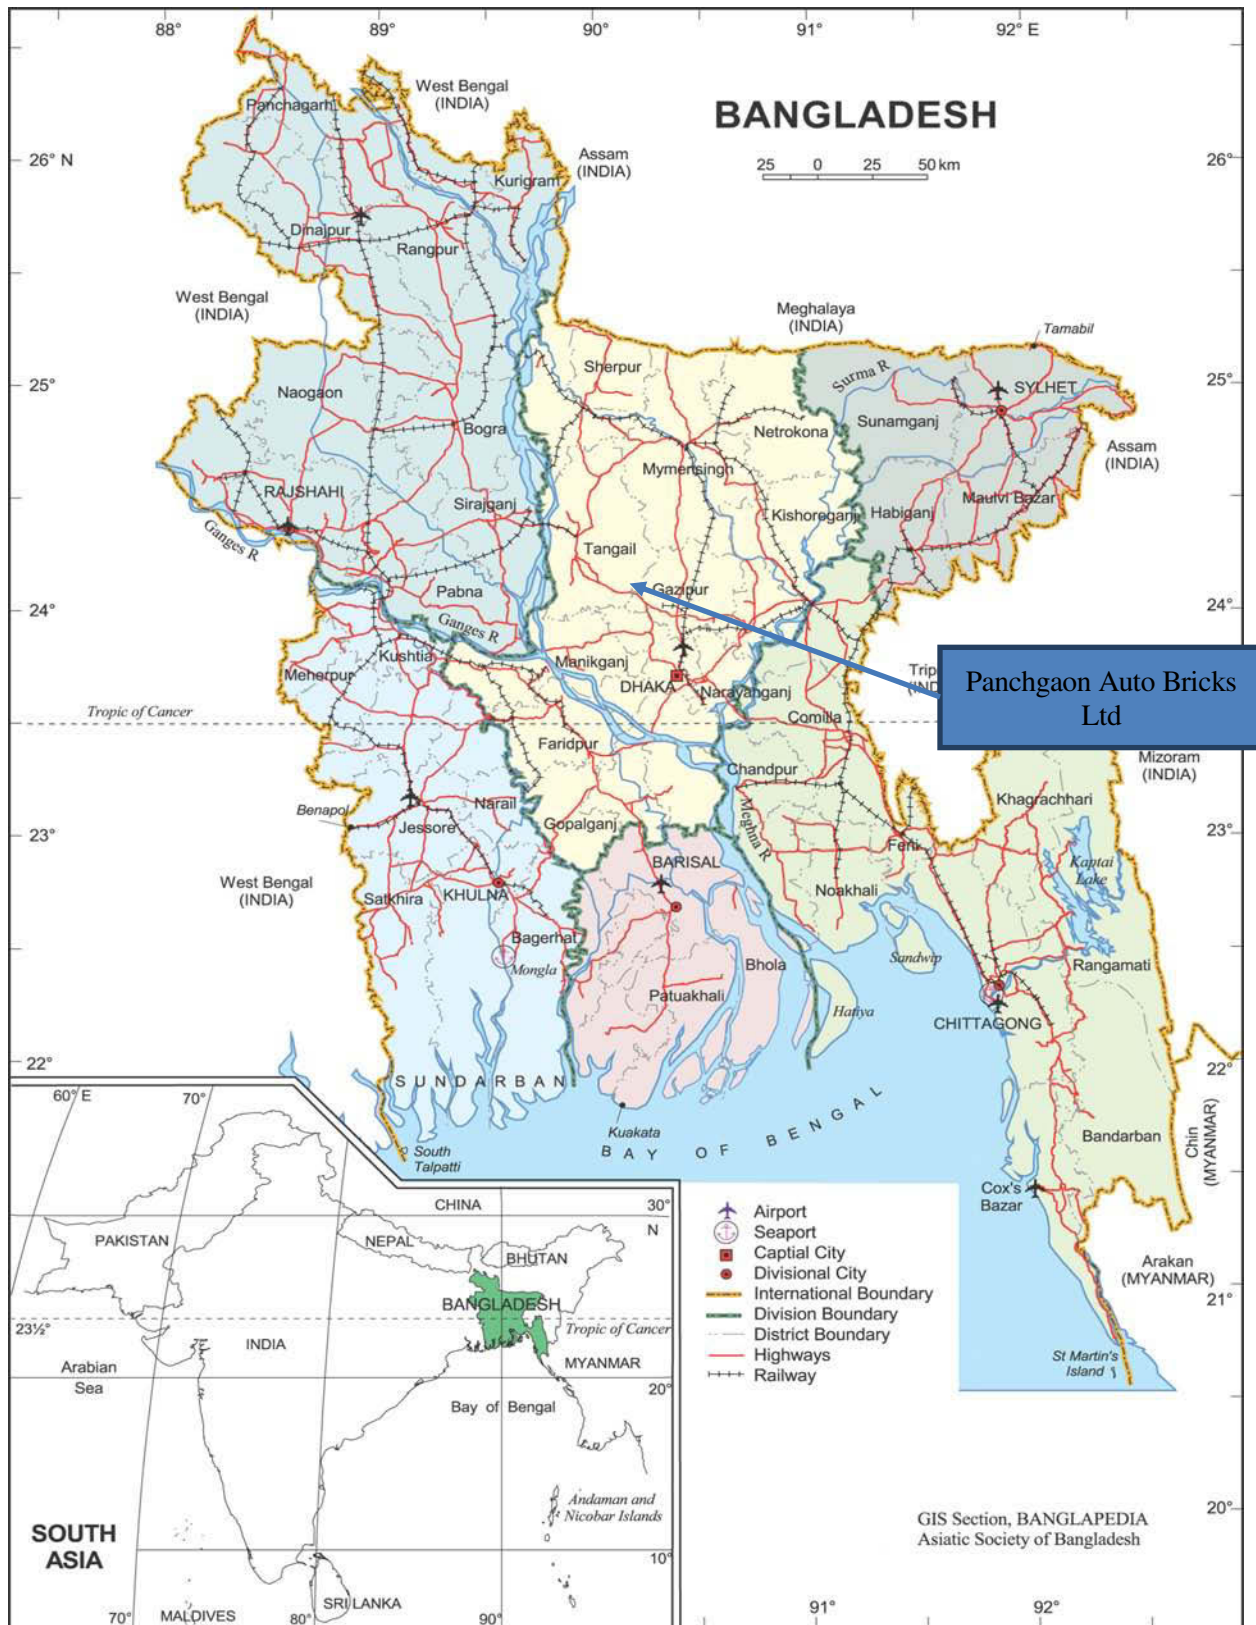 88°
89°
90°
91°
92° E
BANGLADESH
25 0 25 50 km
West Bengal
(INDIA)
Panchagarh
Assam
(INDIA)
26° N
26°
Kurigram
Dinajpur
Rangpur
West Bengal
(INDIA)
Meghalaya
(INDIA)
Tamabil
Sherpur
25°
25°
Naogaon
Surma R
SYLHET
Sunamganj
Bogra
Netrokona
Assam
(INDIA)
Mymensingh
RAJSHAHI
Sirajganj
Maulvi Bazar
Kishoreganj
Habiganj
Ganges R
Tangail
Pabna
Gazipur
24°
24°
Ganges R
Kushtia
Manikganj
Meherpur
DHAKA
Narayanganj
Trip
(IND
Panchgaon Auto Bricks
Ltd
Tropic of Cancer
Comilla
Faridpur
Mizoram
(INDIA)
Chandpur
Khagrachhari
Benapol
Narail
Jessore
Gopalganj
Meghna R
23°
23°
Feni
BARISAL
Kaptai
Lake
West Bengal
(INDIA)
Satkhira
KHULNA
Noakhali
Bagerhat
Mongla
Bhola
Sandwip
Rangamati
Patuakhali
Hatiya
CHITTAGONG
22°
22°
SUNDARBAN
Kuakata
BAY OF BENGAL
Chin
(MYANMAR)
Bandarban
South
Talpatti
Cox's
Bazar
Arakan
(MYANMAR)
21°
St Martin's
Island
20°
60° E
70°
CHINA
30°
N
PAKISTAN
NEPAL
BHUTAN
BANGLADESH
23½°
Tropic of Cancer
INDIA
MYANMAR
Arabian
Sea
20°
Bay of Bengal
Andaman and
Nicobar Islands
SOUTH
ASIA
10°
SRI LANKA
MALDIVES
70°
80°
90°
Airport
Seaport
Captial City
Divisional City
International Boundary
Division Boundary
District Boundary
Highways
Railway
GIS Section, BANGLAPEDIA
Asiatic Society of Bangladesh
91°
92°